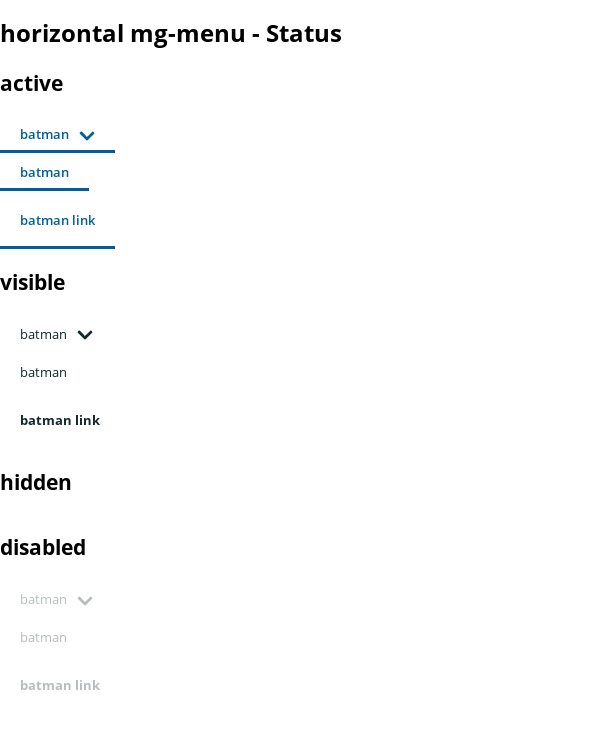 horizontal mg-menu - Status
active
batman
batman
batman link
visible
batman
batman
batman link
hidden
disabled
batman
batman
batman link